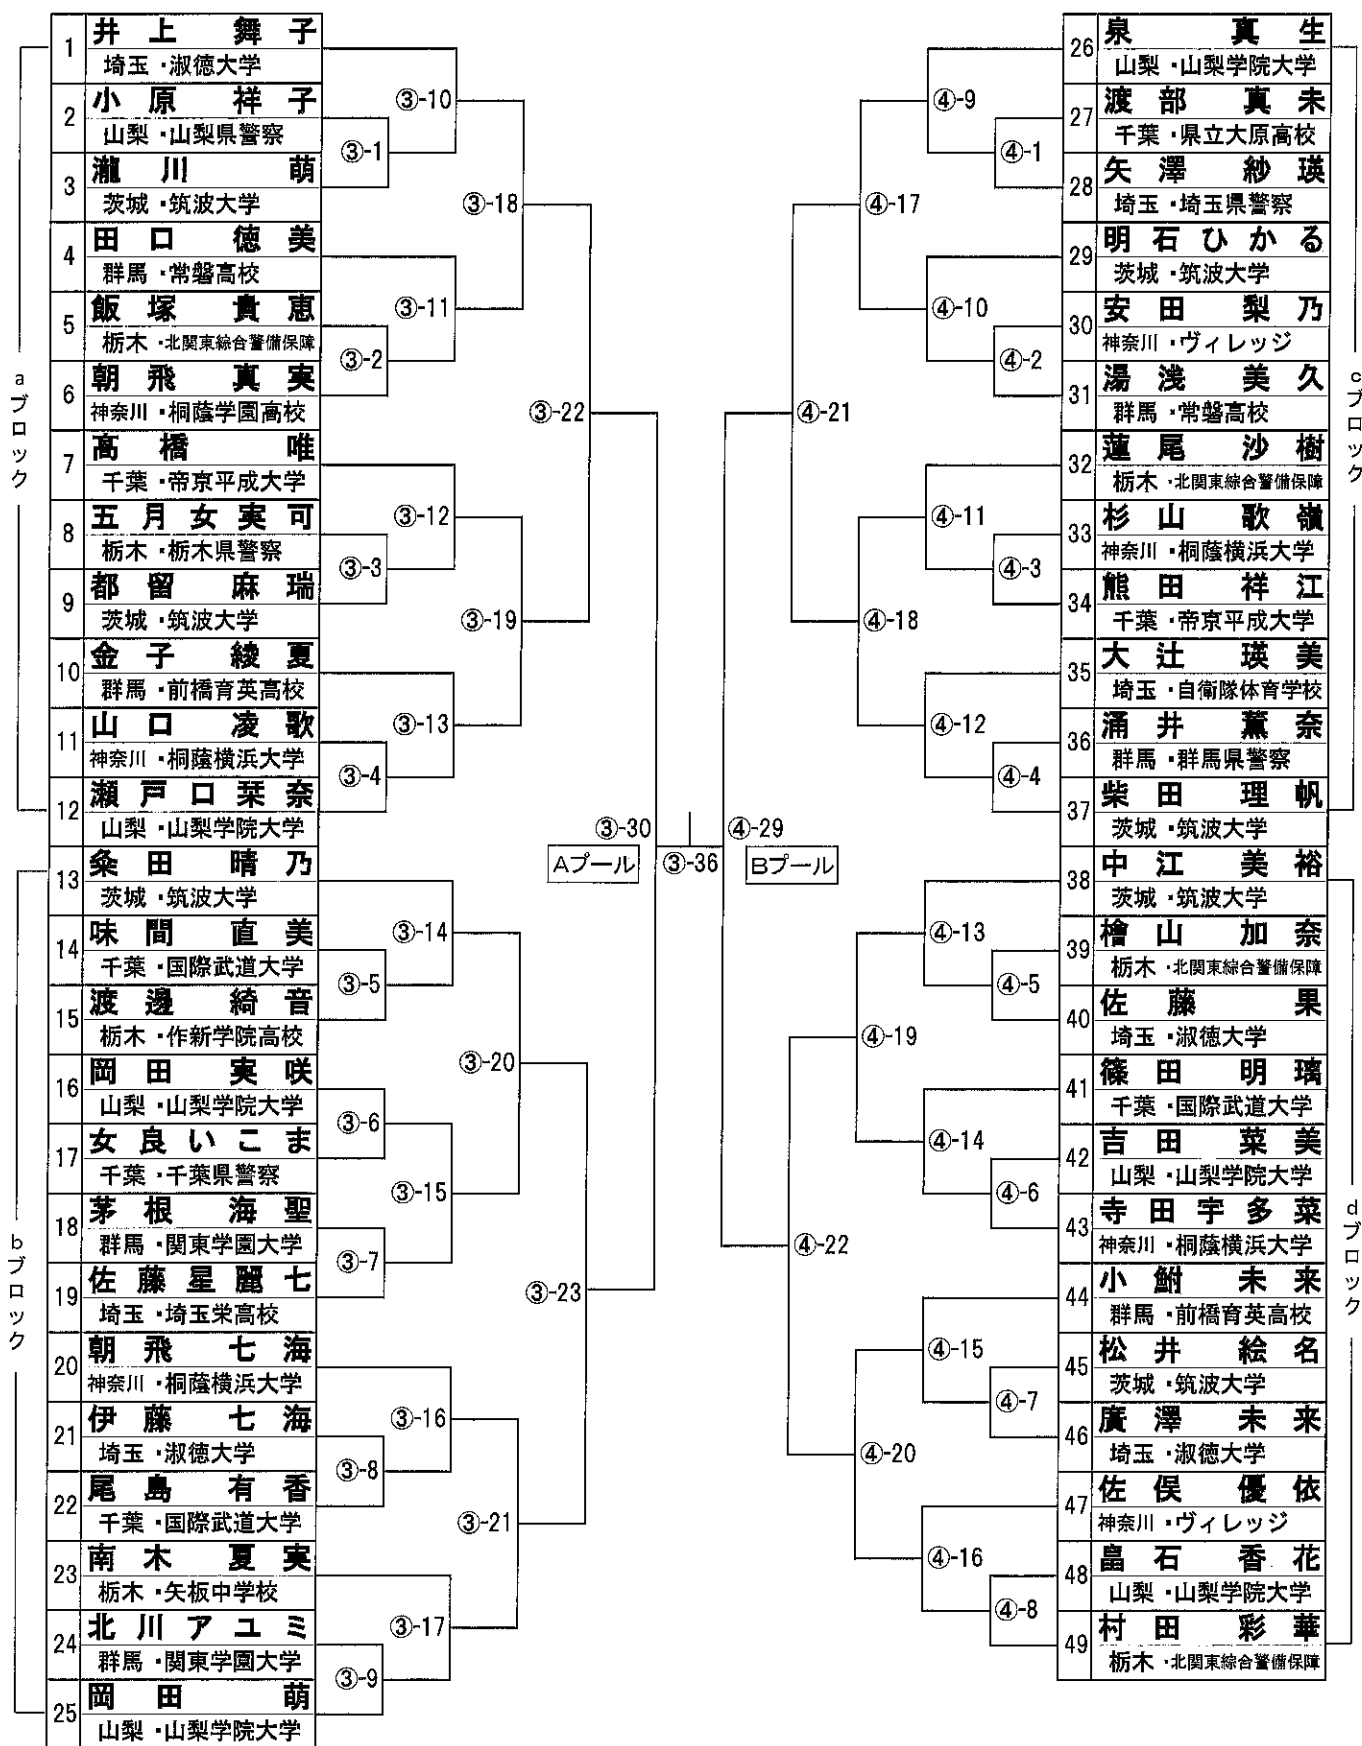 aブロック
1
井上 舞子
埼玉・淑徳大学
2
小原 祥子
山梨・山梨県警察
3
瀧川 萌
茨城・筑波大学
4
田口 徳美
群馬・常磐高校
5
飯塚 貴恵
栃木・北関東綜合警備保障
6
朝飛 真実
神奈川・桐蔭学園高校
7
髙橋 唯
千葉・帝京平成大学
8
五月女実可
栃木・栃木県警察
9
都留 麻瑞
茨城・筑波大学
10
金子 綾夏
群馬・前橋育英高校
11
山口 凌歌
神奈川・桐蔭横浜大学
12
瀬戸口栞奈
山梨・山梨学院大学
bブロック
13
粂田 晴乃
茨城・筑波大学
14
味間 直美
千葉・国際武道大学
15
渡邊 綺音
栃木・作新学院高校
16
岡田 実咲
山梨・山梨学院大学
17
女良いこま
千葉・千葉県警察
18
茅根 海聖
群馬・関東学園大学
19
佐藤星麗七
埼玉・埼玉栄高校
20
朝飛 七海
神奈川・桐蔭横浜大学
21
伊藤 七海
埼玉・淑徳大学
22
尾島 有香
千葉・国際武道大学
23
南木 夏実
栃木・矢板中学校
24
北川アユミ
群馬・関東学園大学
25
岡田 萌
山梨・山梨学院大学
③-1
③-2
③-3
③-4
③-5
③-6
③-7
③-8
③-9
③-10
③-11
③-12
③-13
③-14
③-15
③-16
③-17
③-18
③-19
③-20
③-21
③-22
③-23
③-30
Aプール
③-36
④-29
Bプール
④-21
④-22
④-17
④-18
④-19
④-20
④-9
④-10
④-11
④-12
④-13
④-14
④-15
④-16
④-1
④-2
④-3
④-4
④-5
④-6
④-7
④-8
cブロック
26
泉 真生
山梨・山梨学院大学
27
渡部 真未
千葉・県立大原高校
28
矢澤 紗瑛
埼玉・埼玉県警察
29
明石ひかる
茨城・筑波大学
30
安田 梨乃
神奈川・ヴィレッジ
31
湯浅 美久
群馬・常磐高校
32
蓮尾 沙樹
栃木・北関東綜合警備保障
33
杉山 歌嶺
神奈川・桐蔭横浜大学
34
熊田 祥江
千葉・帝京平成大学
35
大辻 瑛美
埼玉・自衛隊体育学校
36
涌井 薫奈
群馬・群馬県警察
37
柴田 理帆
茨城・筑波大学
dブロック
38
中江 美裕
茨城・筑波大学
39
檜山 加奈
栃木・北関東綜合警備保障
40
佐藤 果
埼玉・淑徳大学
41
篠田 明璃
千葉・国際武道大学
42
吉田 菜美
山梨・山梨学院大学
43
寺田宇多菜
神奈川・桐蔭横浜大学
44
小鮒 未来
群馬・前橋育英高校
45
松井 絵名
茨城・筑波大学
46
廣澤 未来
埼玉・淑徳大学
47
佐俣 優依
神奈川・ヴィレッジ
48
畠石 香花
山梨・山梨学院大学
49
村田 彩華
栃木・北関東綜合警備保障